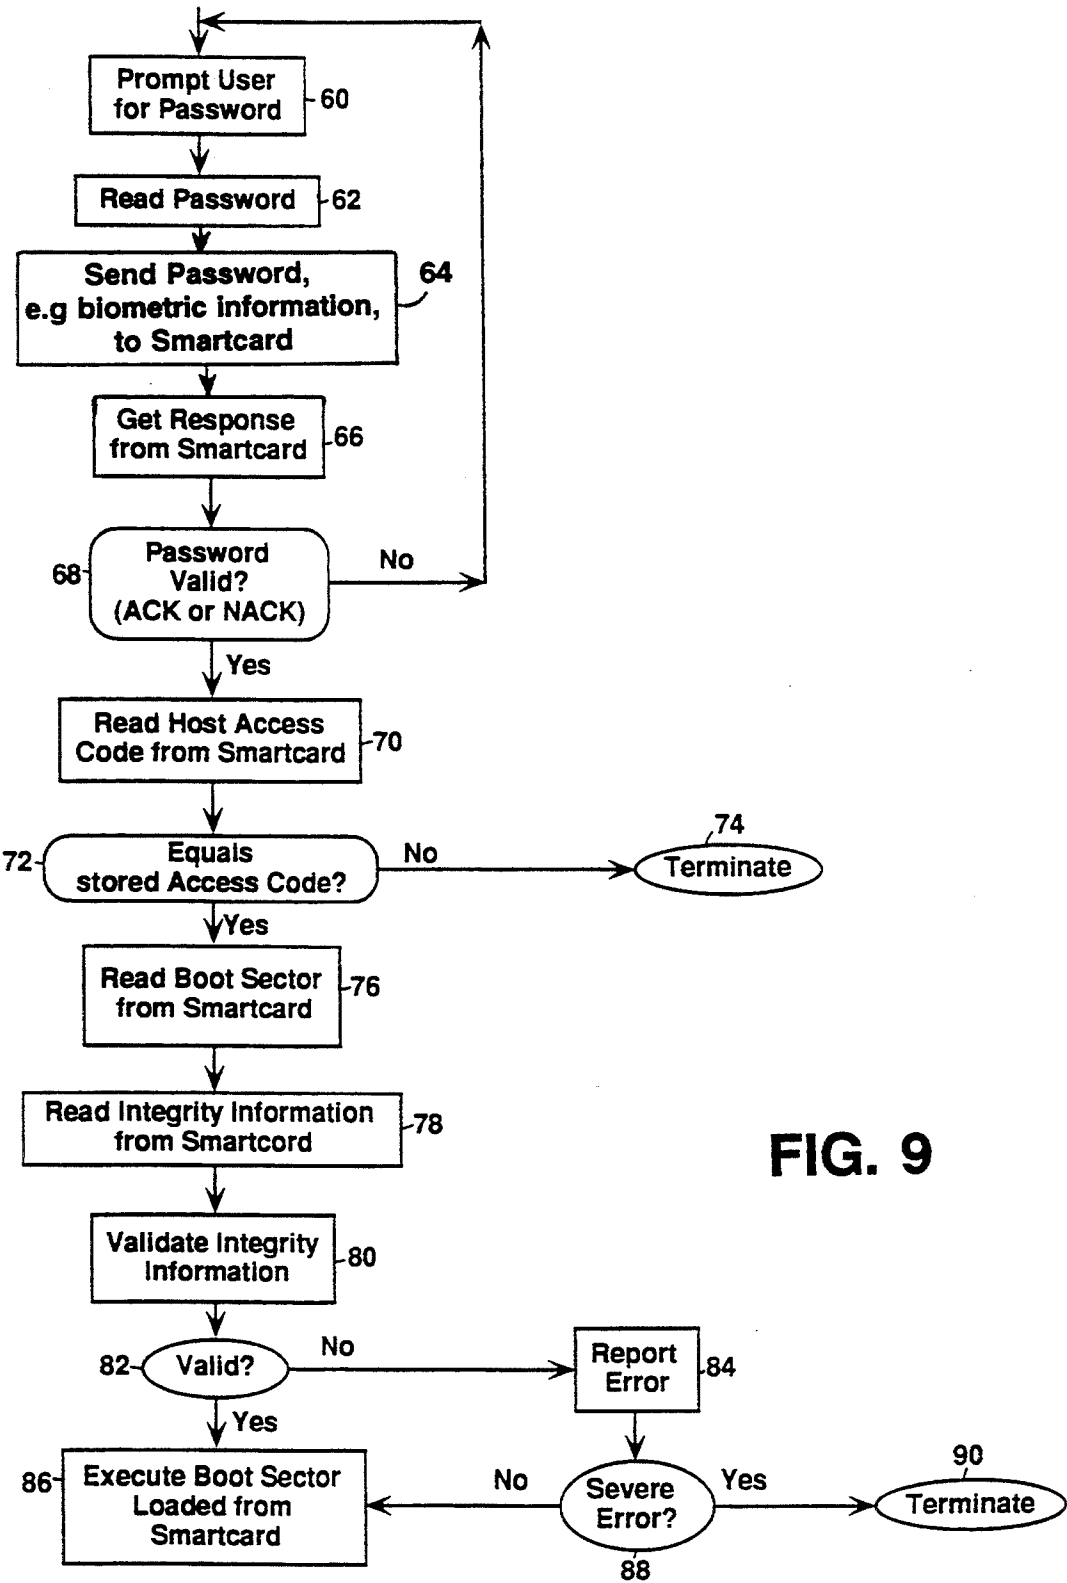 Prompt User
for Password
60
Read Password
62
Send Password,
e.g biometric information,
to Smartcard
64
Get Response
from Smartcard
66
Password
Valid?
(ACK or NACK)
68
No
Yes
Read Host Access
Code from Smartcard
70
Equals
stored Access Code?
72
No
74
Terminate
Yes
Read Boot Sector
from Smartcard
76
Read Integrity Information
from Smartcord
78
FIG. 9
Validate Integrity
Information
80
82
Valid?
No
Report
Error
84
Yes
86
Execute Boot Sector
Loaded from
Smartcard
No
Severe
Error?
88
Yes
90
Terminate